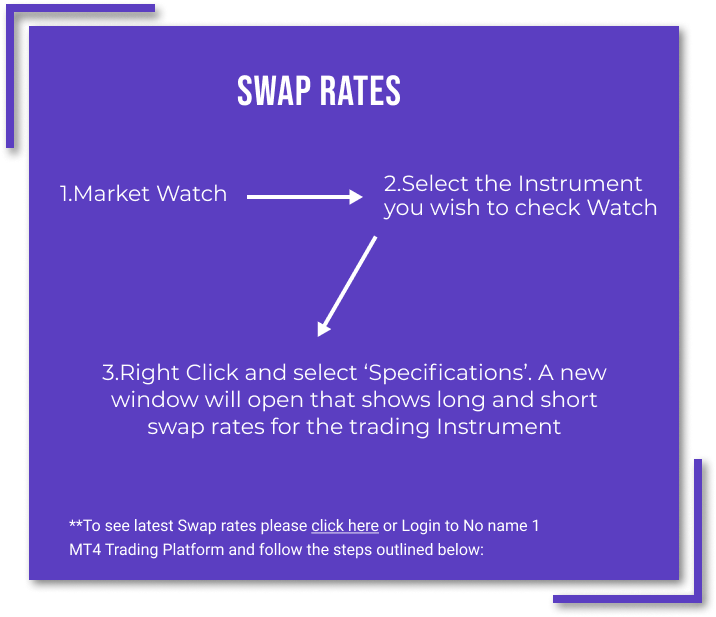 SWAP RATES
1.Market Watch
2.Select the Instrument
you wish to check Watch
3.Right Click and select ‘Specifications’. A new
window will open that shows long and short
swap rates for the trading Instrument
**To see latest Swap rates please click here or Login to No name 1
MT4 Trading Platform and follow the steps outlined below: